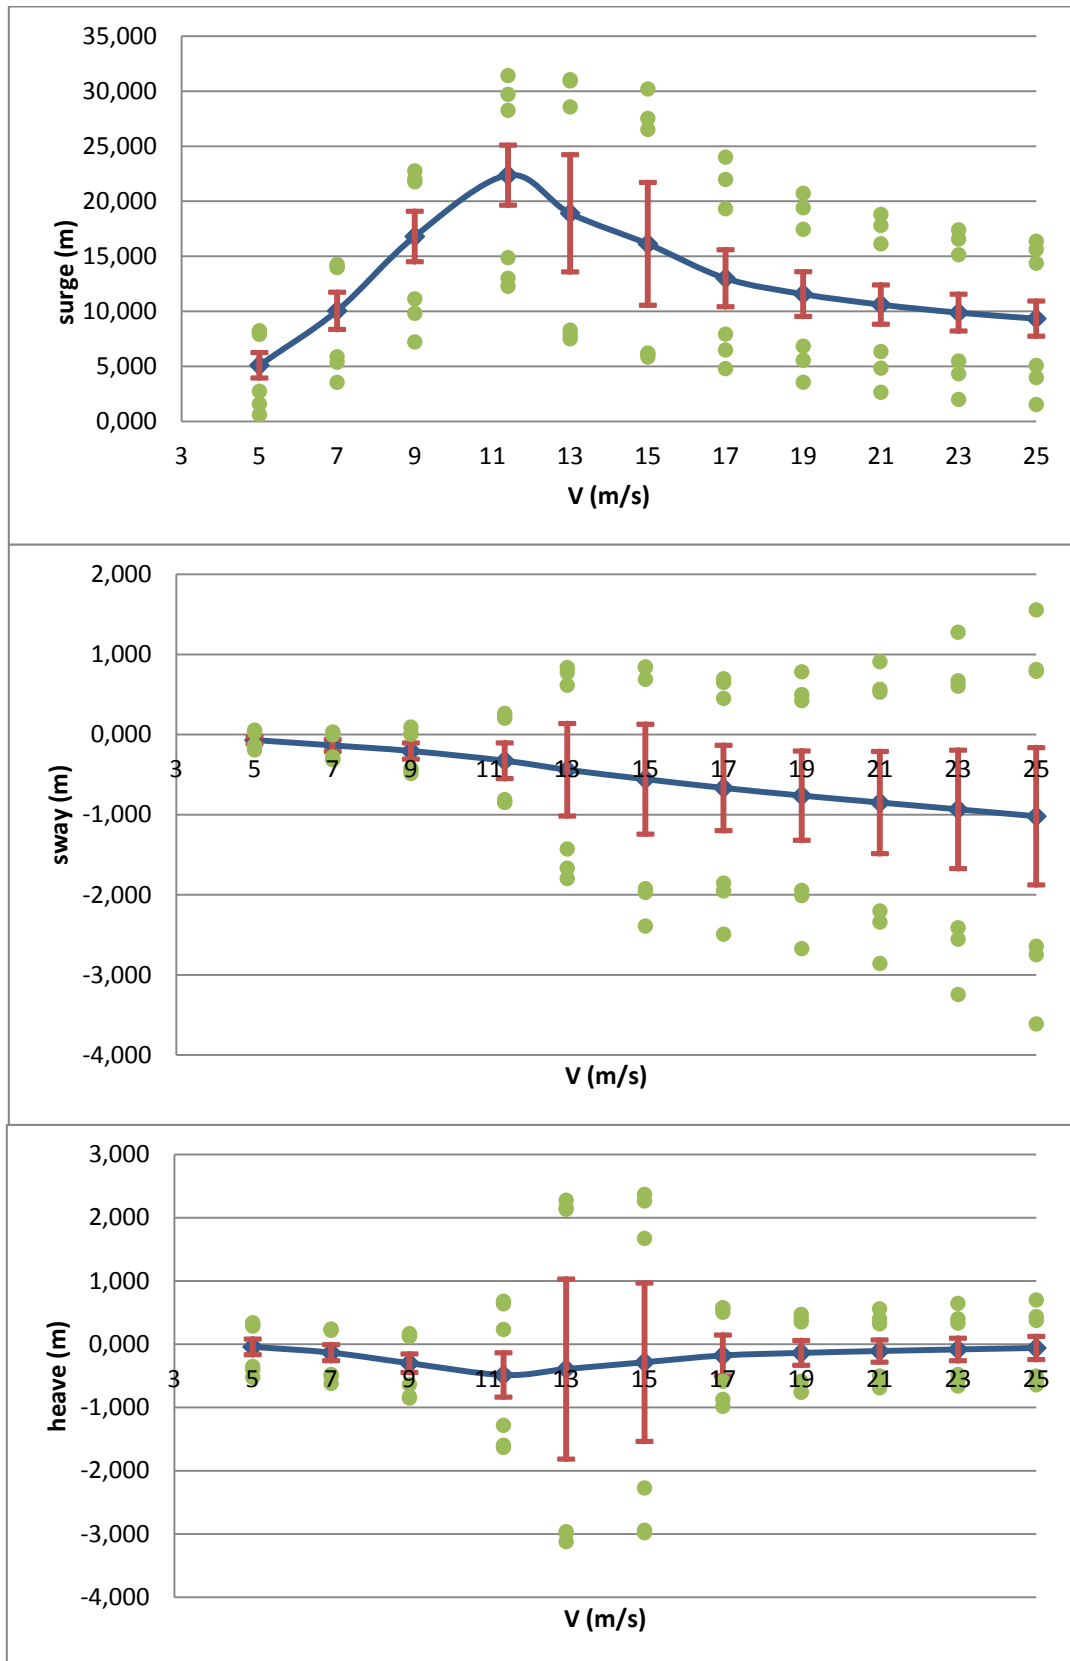 35,000
30,000
25,000
20,000
15,000
10,000
5,000
0,000
surge (m)
3 5 7 9 11 13 15 17 19 21 23 25
V (m/s)
2,000
1,000
0,000
-1,000
-2,000
-3,000
-4,000
sway (m)
3 5 7 9 11 13 15 17 19 21 23 25
V (m/s)
3,000
2,000
1,000
0,000
-1,000
-2,000
-3,000
-4,000
heave (m)
3 5 7 9 11 13 15 17 19 21 23 25
V (m/s)